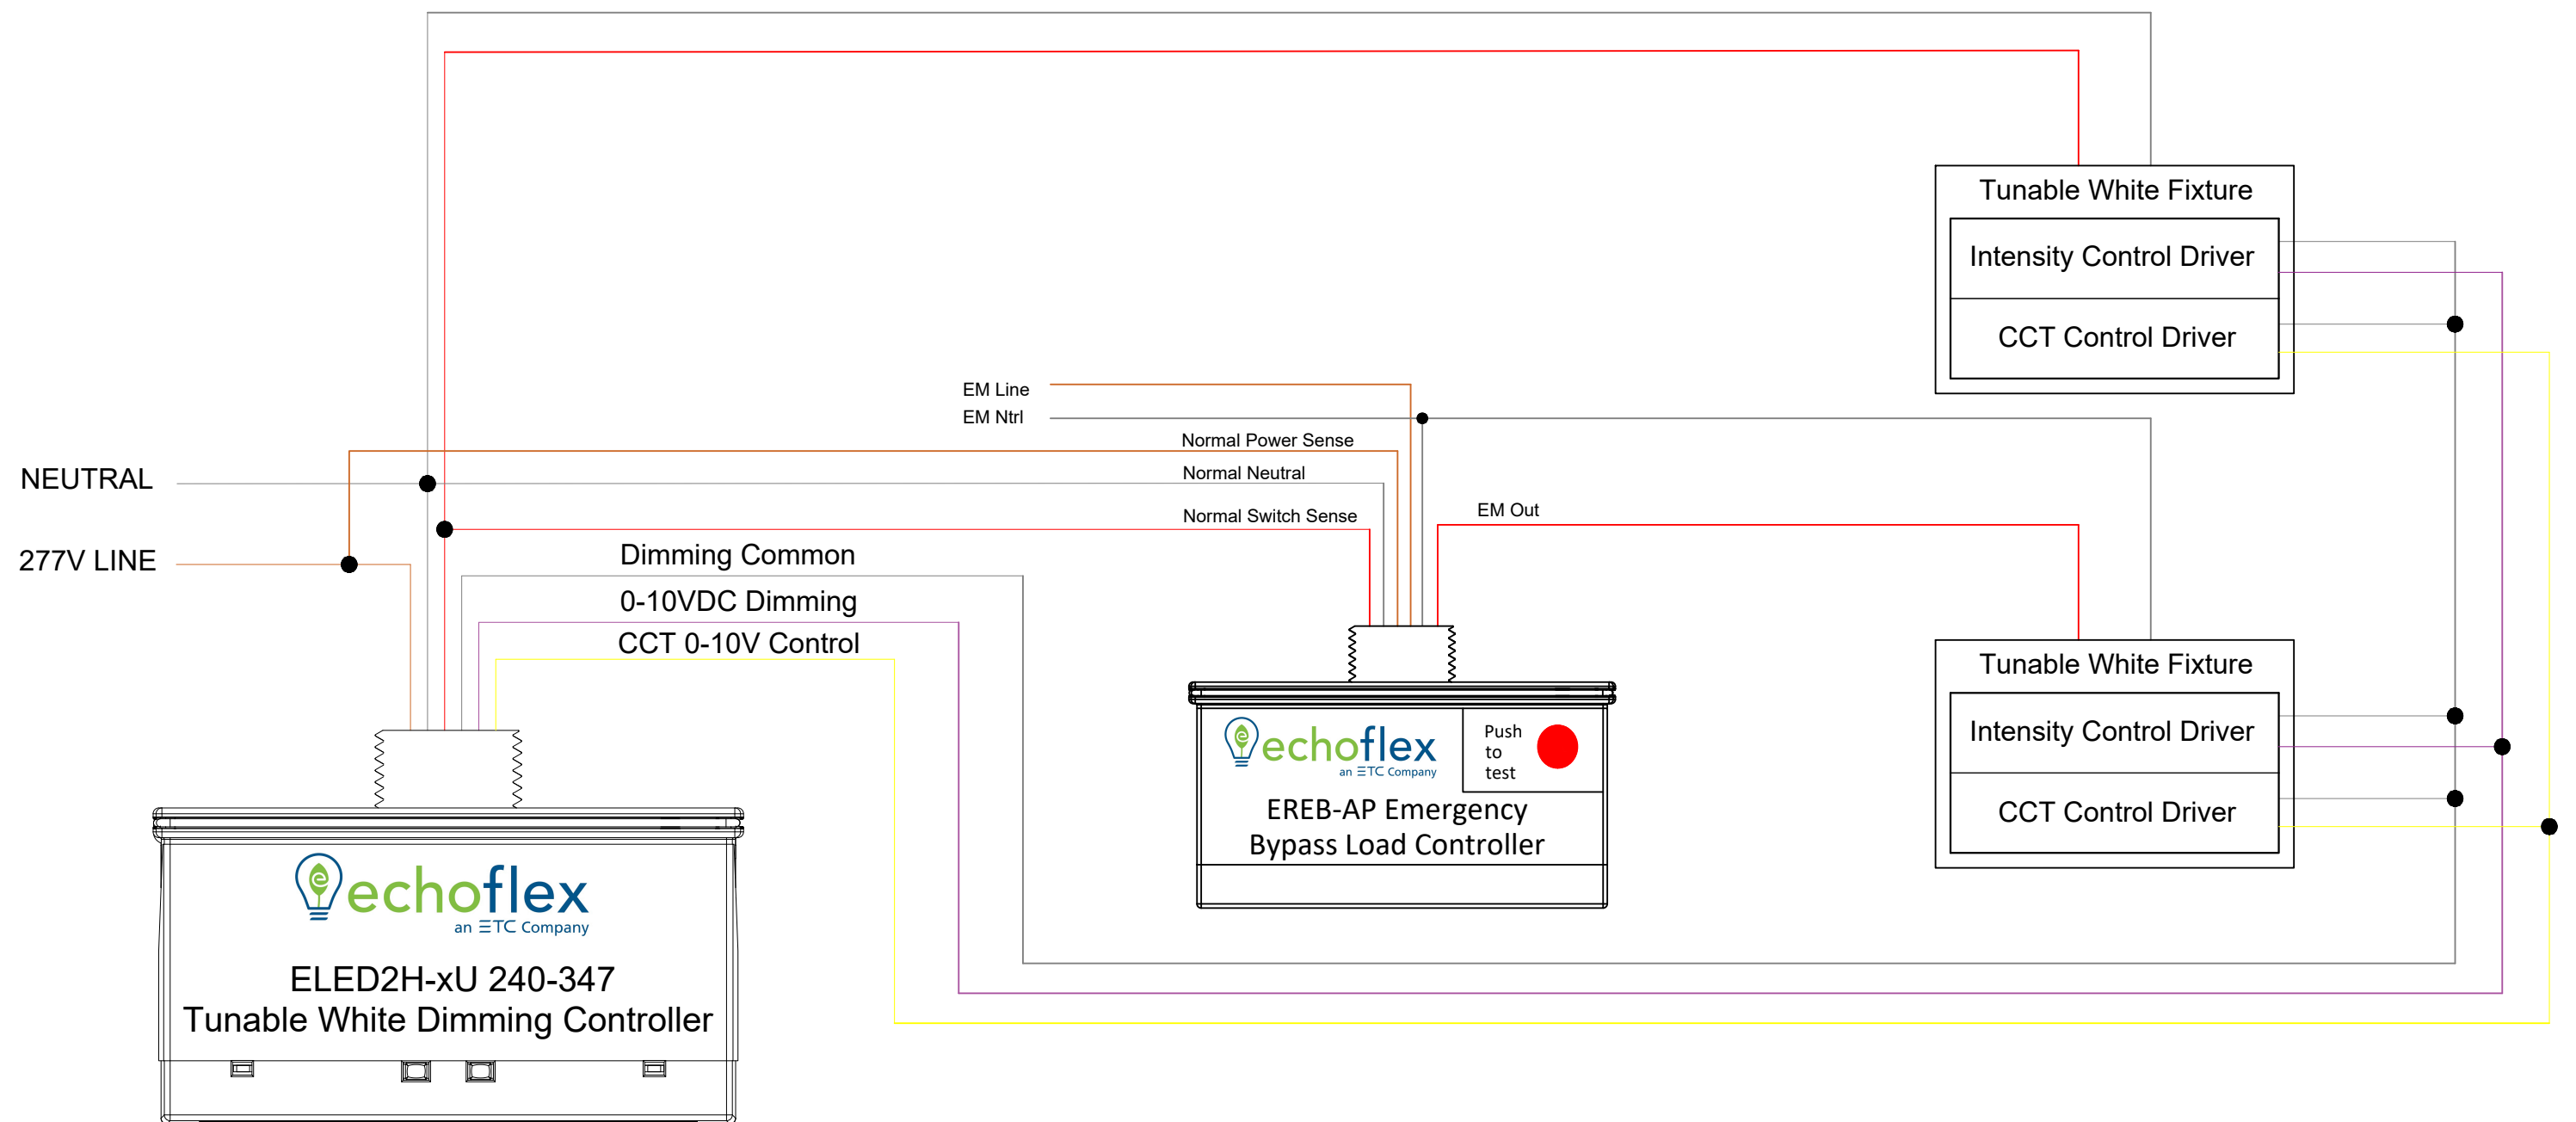 Tunable White Fixture
Intensity Control Driver
CCT Control Driver
EM Line
EM Ntrl
Normal Power Sense
NEUTRAL
Normal Neutral
Normal Switch Sense
EM Out
277V LINE
Dimming Common
0-10VDC Dimming
CCT 0-10V Control
Tunable White Fixture
Intensity Control Driver
CCT Control Driver
echoflex
an ETC Company
Push
to
test
EREB-AP Emergency
Bypass Load Controller
echoflex
an ETC Company
ELED2H-xU 240-347
Tunable White Dimming Controller